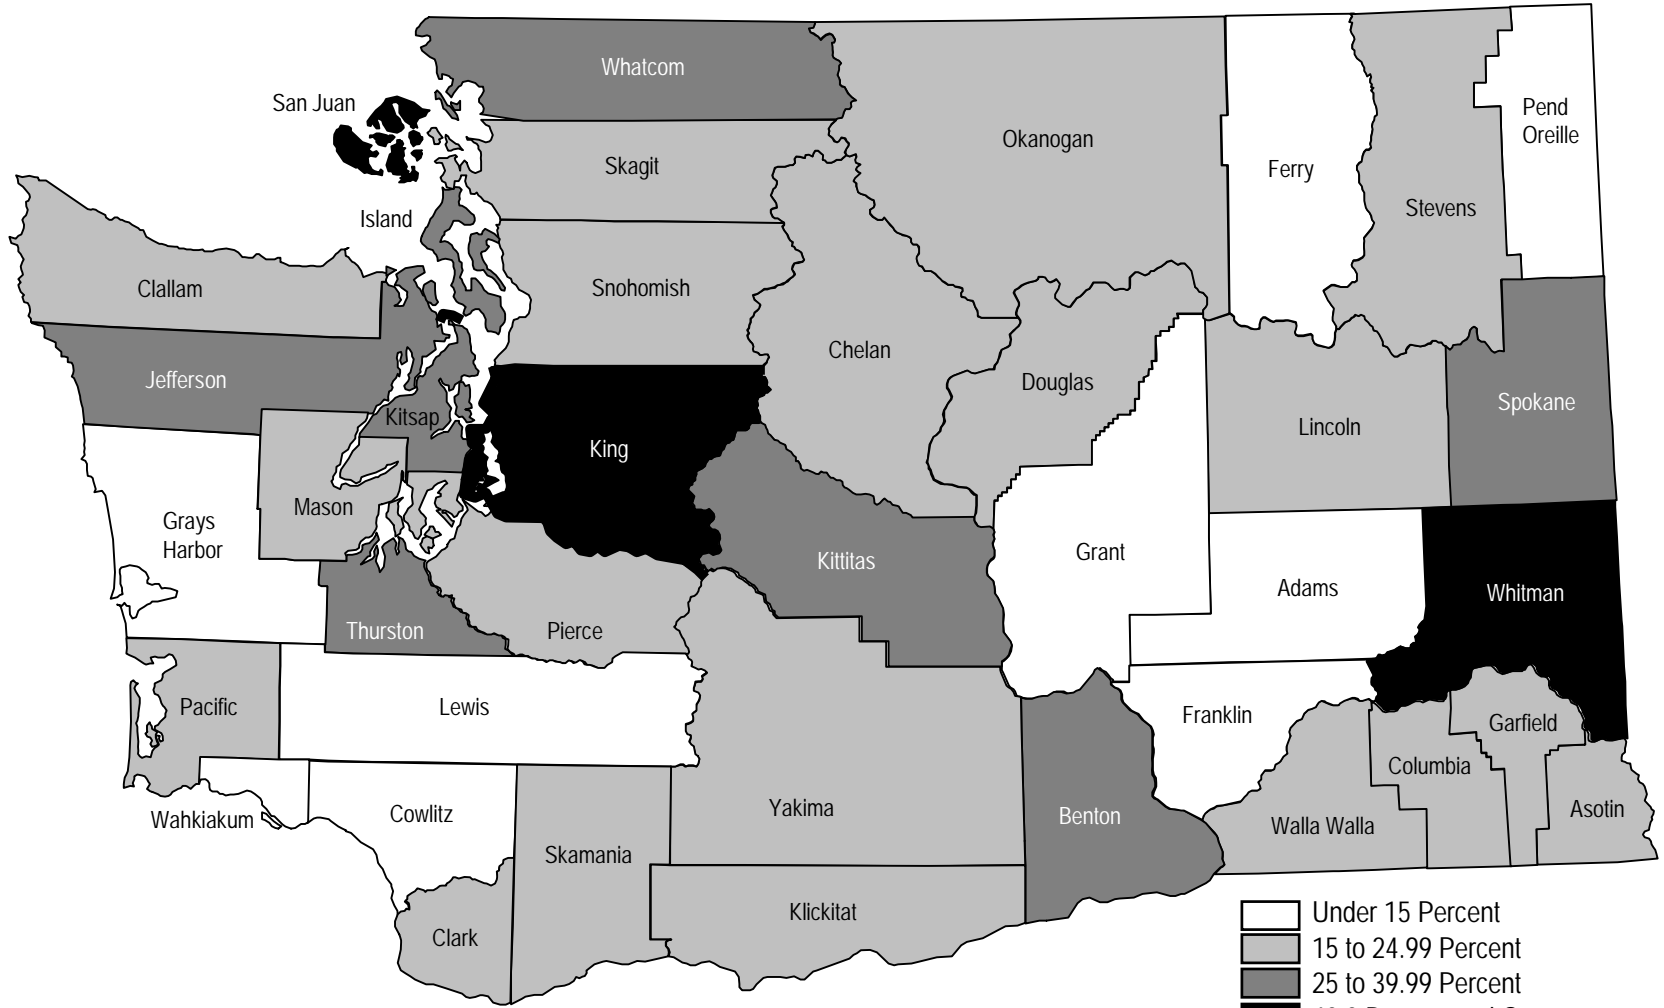 Whatcom
San Juan
Okanogan
Pend
Oreille
Skagit
Ferry
Stevens
Island
Clallam
Snohomish
Chelan
Jefferson
Douglas
Spokane
Kitsap
Lincoln
King
Mason
Grays
Harbor
Grant
Kittitas
Adams
Whitman
Thurston
Pierce
Pacific
Lewis
Franklin
Garfield
Columbia
Wahkiakum
Cowlitz
Yakima
Benton
Walla Walla
Asotin
Skamania
Klickitat
Clark
Under 15 Percent
15 to 24.99 Percent
25 to 39.99 Percent